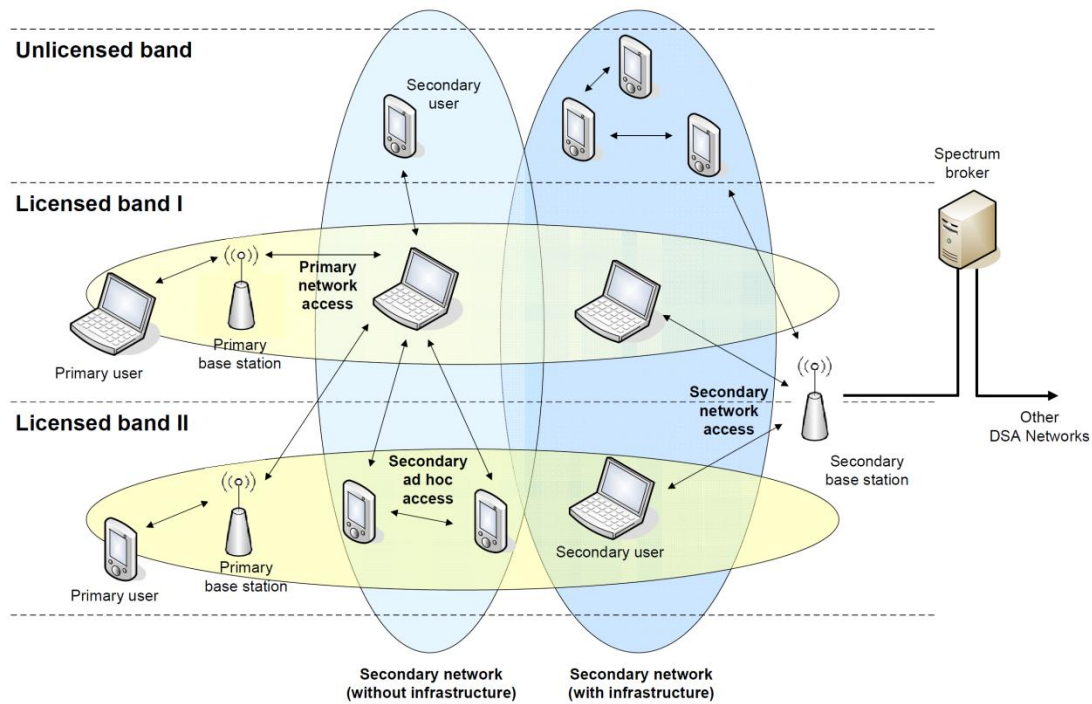 Unlicensed band
Secondary
user
Spectrum
broker
Licensed band I
Primary
network
access
Primary user
Primary
base station
Secondary
network
access
Other
DSA Networks
Licensed band II
Secondary
base station
Secondary
ad hoc
access
Primary user
Primary
base station
Secondary user
Secondary network
(without infrastructure)
Secondary network
(with infrastructure)